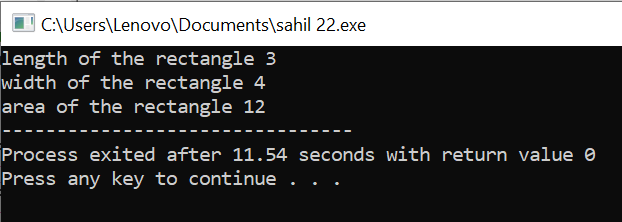 C:\Users\Lenovo\Documents\sahil 22.exe
length of the rectangle 3
width of the rectangle 4
area of the rectangle 12
--------------------------------
Process exited after 11.54 seconds with return value 0
Press any key to continue . . .